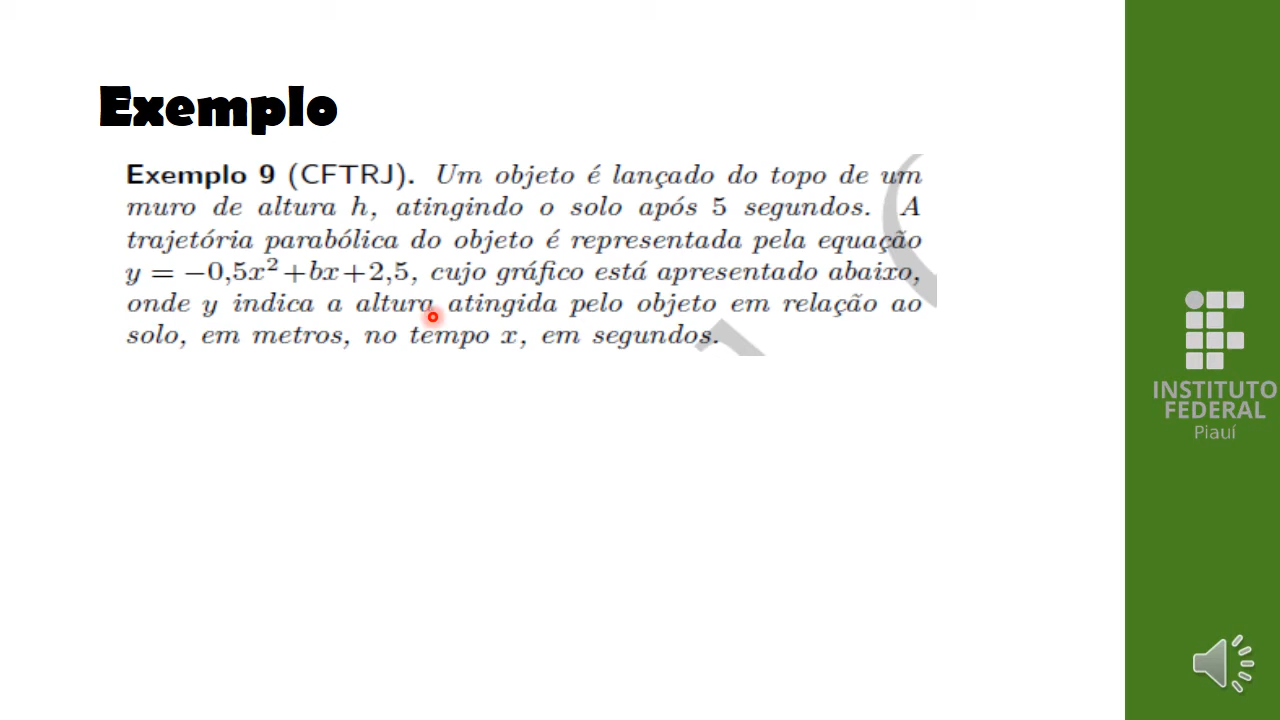 Exemplo
Exemplo 9 (CFTRJ). Um objeto é lançado do topo de um
muro de altura h, atingindo o solo após 5 segundos. A
trajetória parabólica do objeto é representada pela equação
y = −0,5x² + bx + 2,5, cujo gráfico está apresentado abaixo,
onde y indica a altura atingida pelo objeto em relação ao
solo, em metros, no tempo x, em segundos.
INSTITUTO
FEDERAL
Piauí